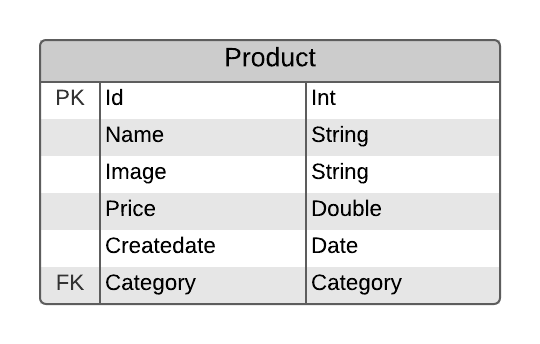 Product
PK Id Int
Name String
Image String
Price Double
Createdate Date
FK Category Category